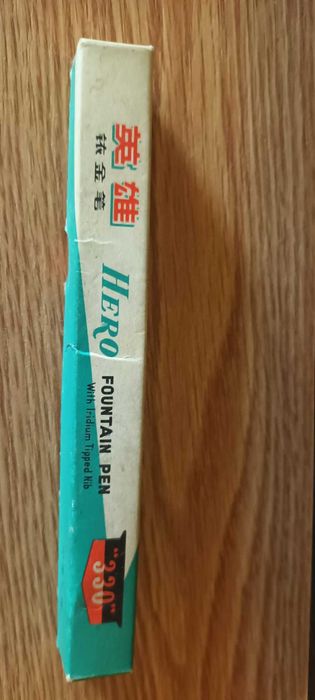 英雄
铱金笔
HERO
FOUNTAIN PEN
With Iridium Tipped Nib
"330"